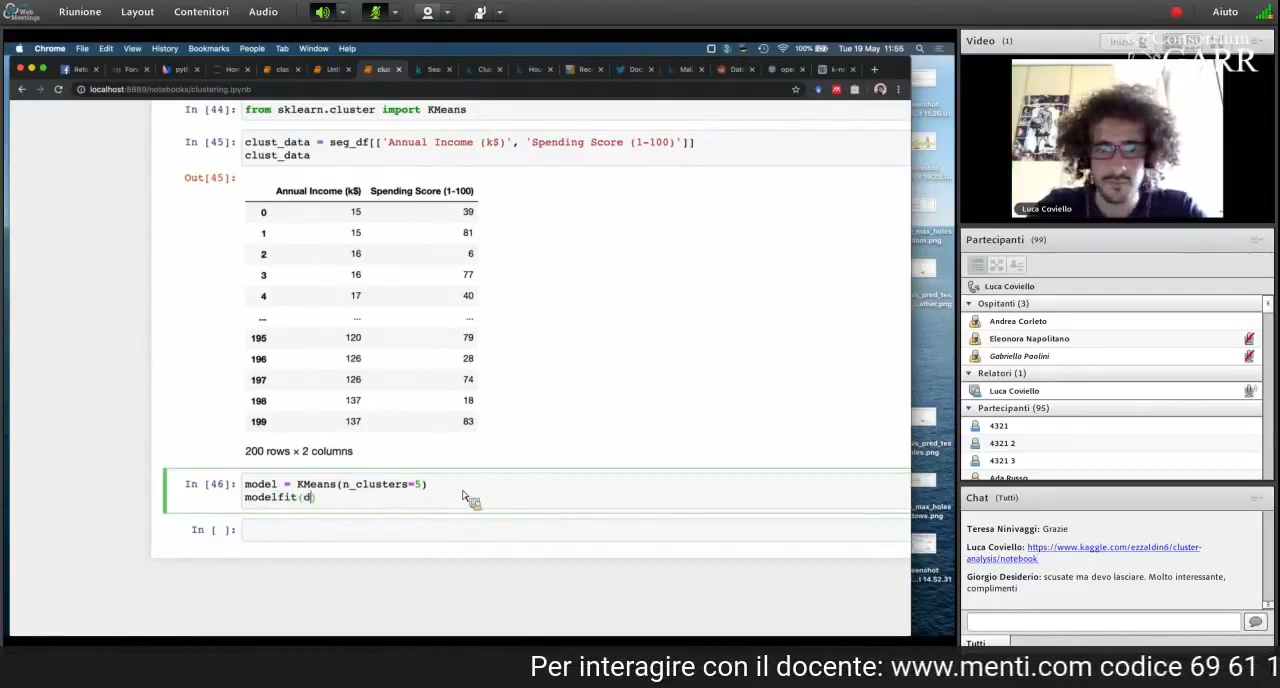 Web Meetings
Riunione Layout Contenitori Audio Aiuto
Chrome File Edit View History Bookmarks People Tab Window Help
100% Tue 19 May 11:55
localhost:8889/notebooks/clustering.ipynb
In [44]: from sklearn.cluster import KMeans
In [45]: clust_data = seg_df[['Annual Income (k$)', 'Spending Score (1-100)']]
clust_data
Out[45]:
Annual Income (k$) Spending Score (1-100)
0 15 39
1 15 81
2 16 6
3 16 77
4 17 40
... ... ...
195 120 79
196 126 28
197 126 74
198 137 18
199 137 83
200 rows × 2 columns
In [46]: model = KMeans(n_clusters=5)
modelfit(d)
In [ ]:
Video (1)
Consortium
GARR
Luca Coviello
Partecipanti (99)
Luca Coviello
Ospitanti (3)
Andrea Corleto
Eleonora Napolitano
Gabriella Paolini
Relatori (1)
Luca Coviello
Partecipanti (95)
4321
4321 2
4321 3
Ada Russo
Chat (Tutti)
Teresa Ninivaggi: Grazie
Luca Coviello: https://www.kaggle.com/ezzaldin6/cluster-
analysis/notebook
Giorgio Desiderio: scusate ma devo lasciare. Molto interessante,
complimenti
Tutti
Per interagire con il docente: www.menti.com codice 69 61 1